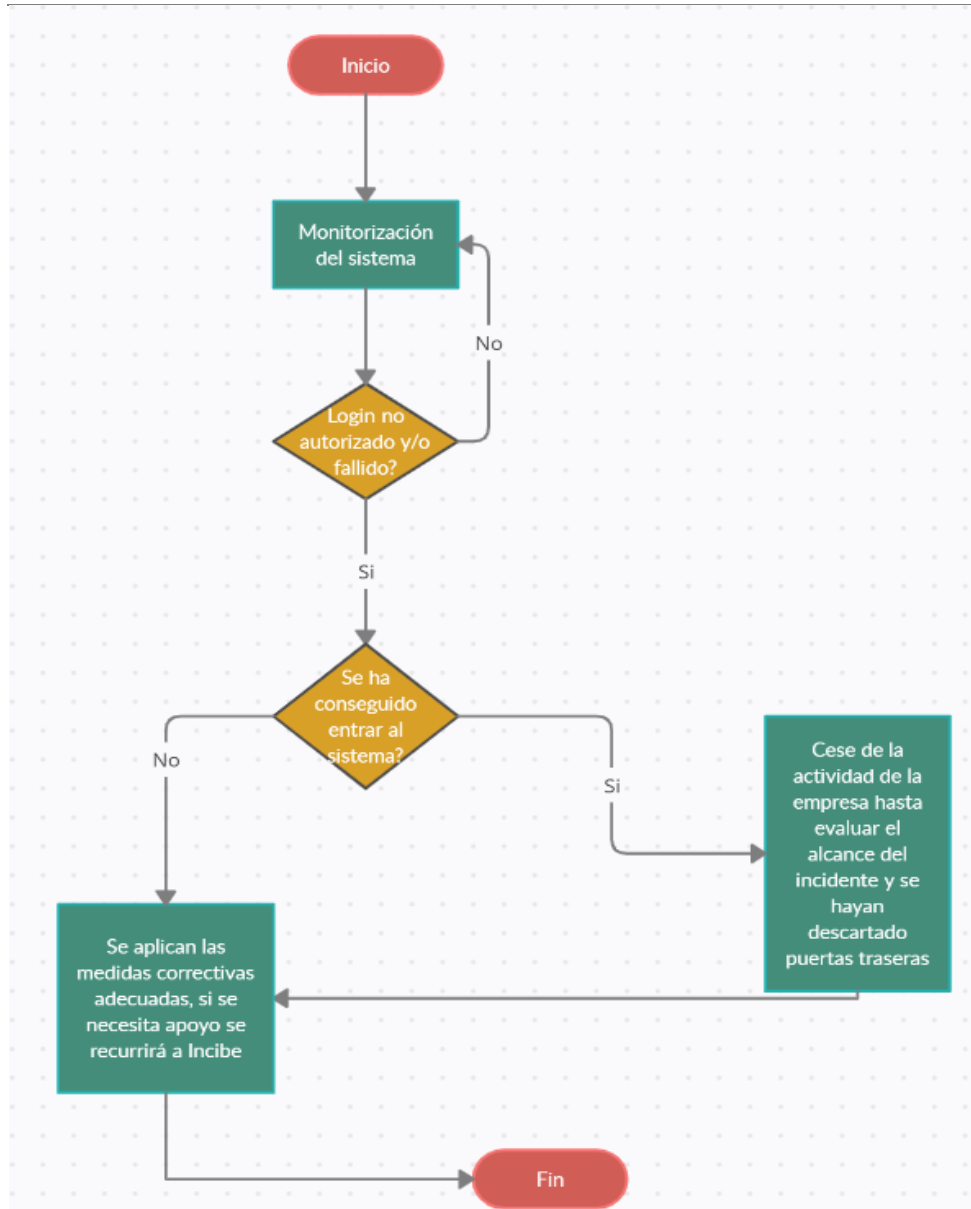 Inicio
Monitorización
del sistema
No
Login no
autorizado y/o
fallido?
Si
Se ha
conseguido
entrar al
sistema?
No
Si
Cese de la
actividad de la
empresa hasta
evaluar el
alcance del
incidente y se
hayan
descartado
puertas traseras
Se aplican las
medidas correctivas
adecuadas, si se
necesita apoyo se
recurrirá a Incibe
Fin